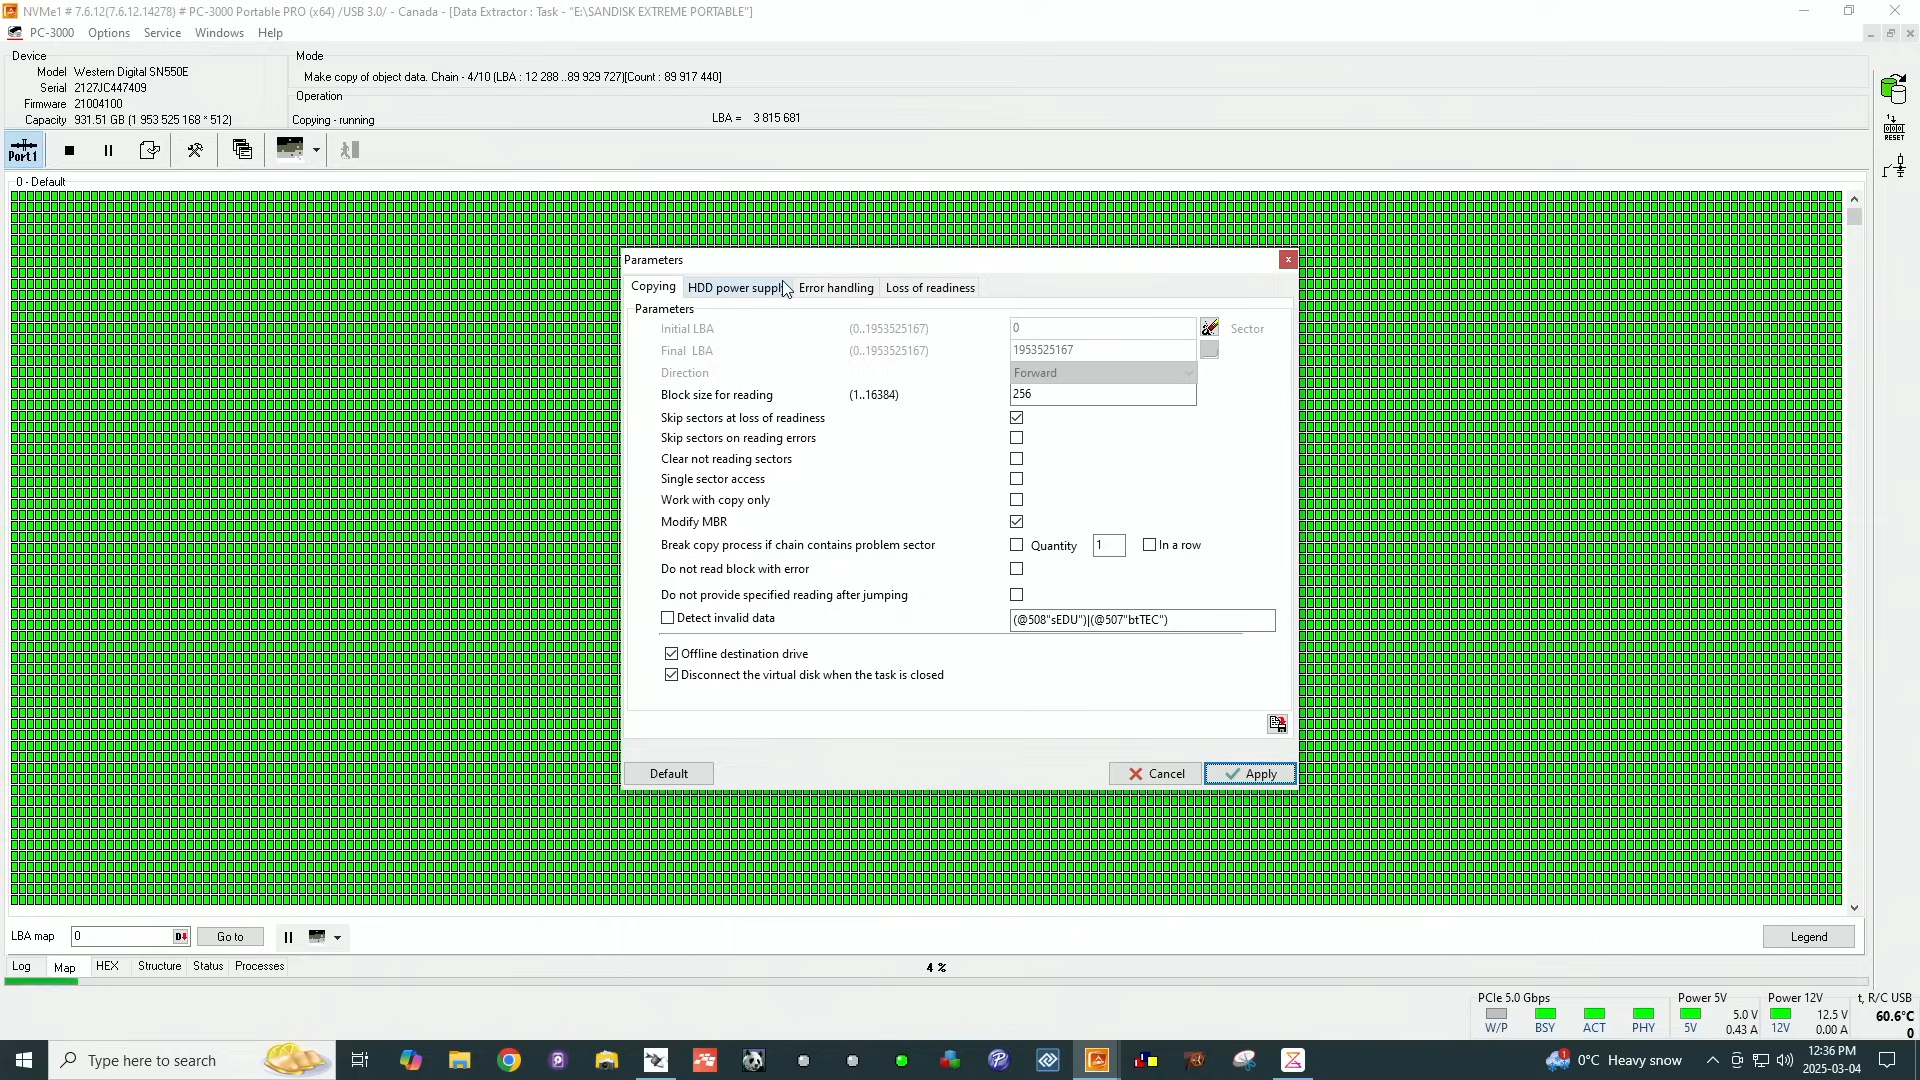 NVMe1 # 7.6.12(7.6.12.14278) # PC-3000 Portable PRO (x64) /USB 3.0/ - Canada - [Data Extractor : Task - "E:\SANDISK EXTREME PORTABLE"]
PC-3000 Options Service Windows Help
Device
Model Western Digital SN550E
Serial 2127JC447409
Firmware 21004100
Capacity 931.51 GB (1 953 525 168 * 512)
Mode
Make copy of object data. Chain - 4/10 (LBA : 12 288 ..89 929 727)[Count : 89 917 440]
Operation
Copying - running LBA = 3 815 681
Port1
RESET
0 - Default
Parameters
Copying HDD power suppl Error handling Loss of readiness
Parameters
Initial LBA (0..1953525167) 0 Sector
Final LBA (0..1953525167) 1953525167
Direction Forward
Block size for reading (1..16384) 256
Skip sectors at loss of readiness
Skip sectors on reading errors
Clear not reading sectors
Single sector access
Work with copy only
Modify MBR
Break copy process if chain contains problem sector Quantity 1 In a row
Do not read block with error
Do not provide specified reading after jumping
Detect invalid data (@508"sEDU")|(@507"btTEC")
Offline destination drive
Disconnect the virtual disk when the task is closed
Default Cancel Apply
LBA map 0 Go to Legend
Log Map HEX Structure Status Processes 4 %
PCIe 5.0 Gbps Power 5V Power 12V t, R/C USB
W/P BSY ACT PHY 5V 5.0 V 0.43 A 12V 12.5 V 0.00 A 60.6°C 0
Type here to search 0°C Heavy snow 12:36 PM
2025-03-04